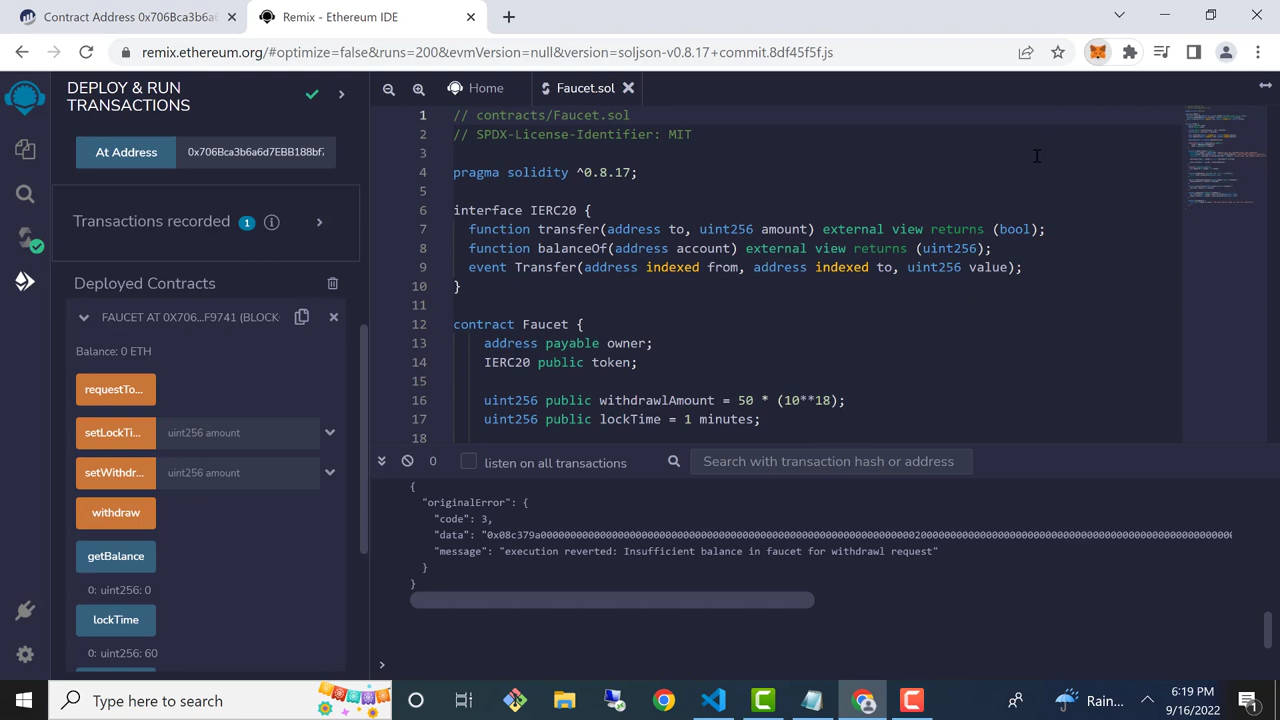 Contract Address 0x706Bca3b6a6
Remix - Ethereum IDE
remix.ethereum.org/#optimize=false&runs=200&evmVersion=null&version=soljson-v0.8.17+commit.8df45f5f.js
DEPLOY & RUN
TRANSACTIONS
Home
Faucet.sol
At Address
0x706Bca3b6a6d7EBB188bf7
Transactions recorded 1 i
Deployed Contracts
FAUCET AT 0X706...F9741 (BLOCK
Balance: 0 ETH
requestTo...
setLockTi...
uint256 amount
setWithdr...
uint256 amount
withdraw
getBalance
0: uint256: 0
lockTime
0: uint256: 60
1 // contracts/Faucet.sol
2 // SPDX-License-Identifier: MIT
3
4 pragma solidity ^0.8.17;
5
6 interface IERC20 {
7 function transfer(address to, uint256 amount) external view returns (bool);
8 function balanceOf(address account) external view returns (uint256);
9 event Transfer(address indexed from, address indexed to, uint256 value);
10 }
11
12 contract Faucet {
13 address payable owner;
14 IERC20 public token;
15
16 uint256 public withdrawlAmount = 50 * (10**18);
17 uint256 public lockTime = 1 minutes;
18
0
listen on all transactions
Search with transaction hash or address
{
"originalError": {
"code": 3,
"message": "execution reverted: Insufficient balance in faucet for withdrawl request"
}
}
>
Type here to search
Rain...
6:19 PM
9/16/2022
1